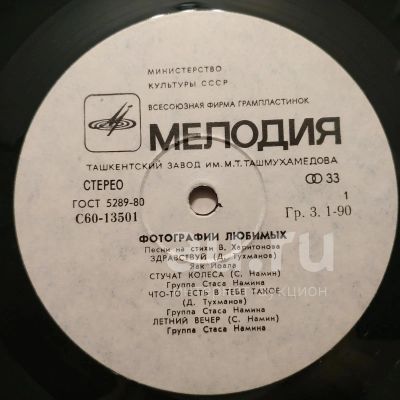 МИНИСТЕРСТВО
КУЛЬТУРЫ СССР
ВСЕСОЮЗНАЯ ФИРМА ГРАМПЛАСТИНОК
МЕЛОДИЯ
ТАШКЕНТСКИЙ ЗАВОД ИМ. М.Т. ТАШМУХАМЕДОВА
СТЕРЕО
33
ГОСТ 5289-80
1
С60-13501
Гр. 3. 1-90
ФОТОГРАФИИ ЛЮБИМЫХ
Песни на стихи В. Харитонова
ЗДРАВСТВУЙ (Д. Тухманов)
Яак Йоала
СТУЧАТ КОЛЕСА (С. Намин)
Группа Стаса Намина
ЧТО-ТО ЕСТЬ В ТЕБЕ ТАКОЕ
(Д. Тухманов)
Группа Стаса Намина
ЛЕТНИЙ ВЕЧЕР (С. Намин)
Группа Стаса Намина